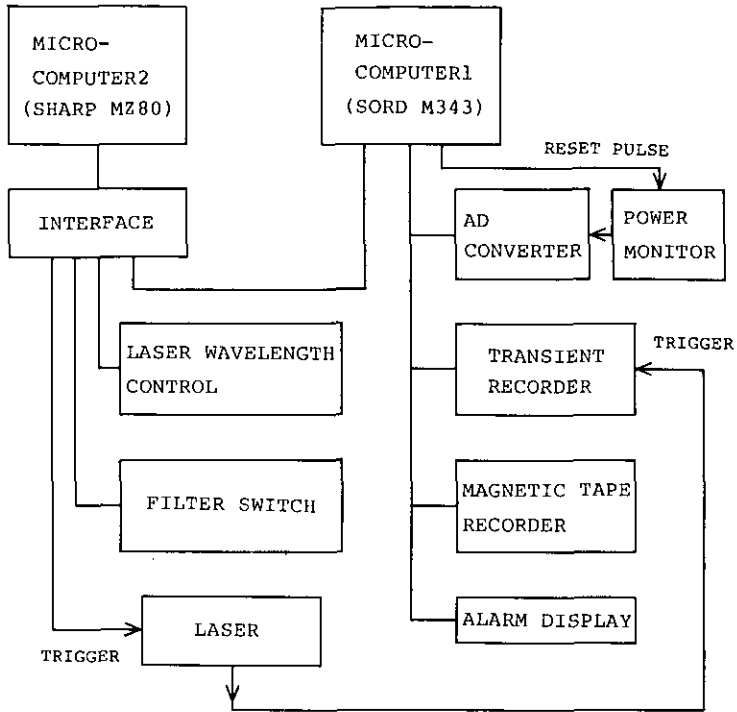 MICRO-
COMPUTER2
(SHARP MZ80)
MICRO-
COMPUTER1
(SORD M343)
RESET PULSE
INTERFACE
AD
CONVERTER
POWER
MONITOR
LASER WAVELENGTH
CONTROL
TRANSIENT
RECORDER
TRIGGER
FILTER SWITCH
MAGNETIC TAPE
RECORDER
LASER
ALARM DISPLAY
TRIGGER